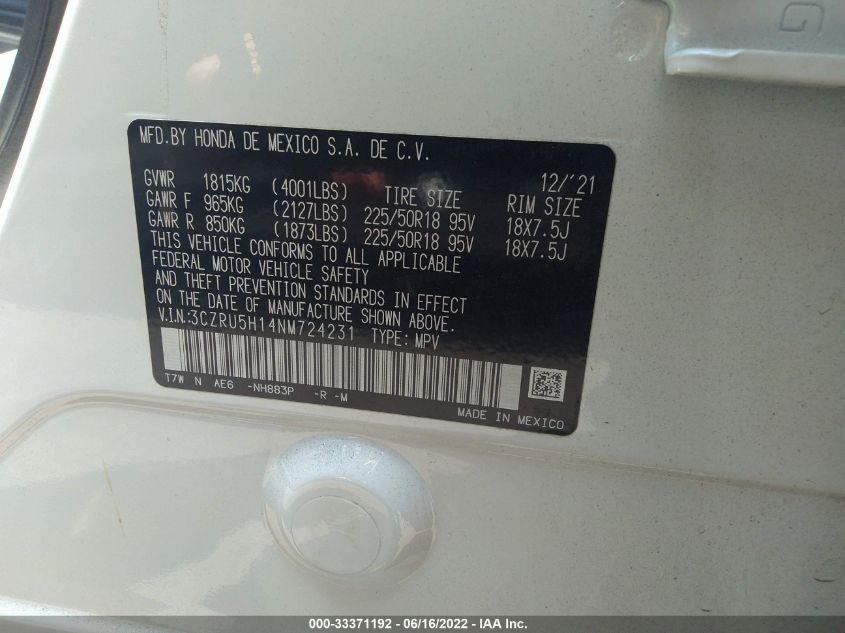 G
MFD.BY HONDA DE MEXICO S.A. DE C.V.
12/'21
GVWR 1815KG (4001LBS) TIRE SIZE RIM SIZE
GAWR F 965KG (2127LBS) 225/50R18 95V 18X7.5J
GAWR R 850KG (1873LBS) 225/50R18 95V 18X7.5J
THIS VEHICLE CONFORMS TO ALL APPLICABLE
FEDERAL MOTOR VEHICLE SAFETY
AND THEFT PREVENTION STANDARDS IN EFFECT
ON THE DATE OF MANUFACTURE SHOWN ABOVE.
V.I.N:3CZRU5H14NM724231 TYPE: MPV
T7W N AE6 -NH883P -R -M
MADE IN MEXICO
000-33371192 - 06/16/2022 - IAA Inc.